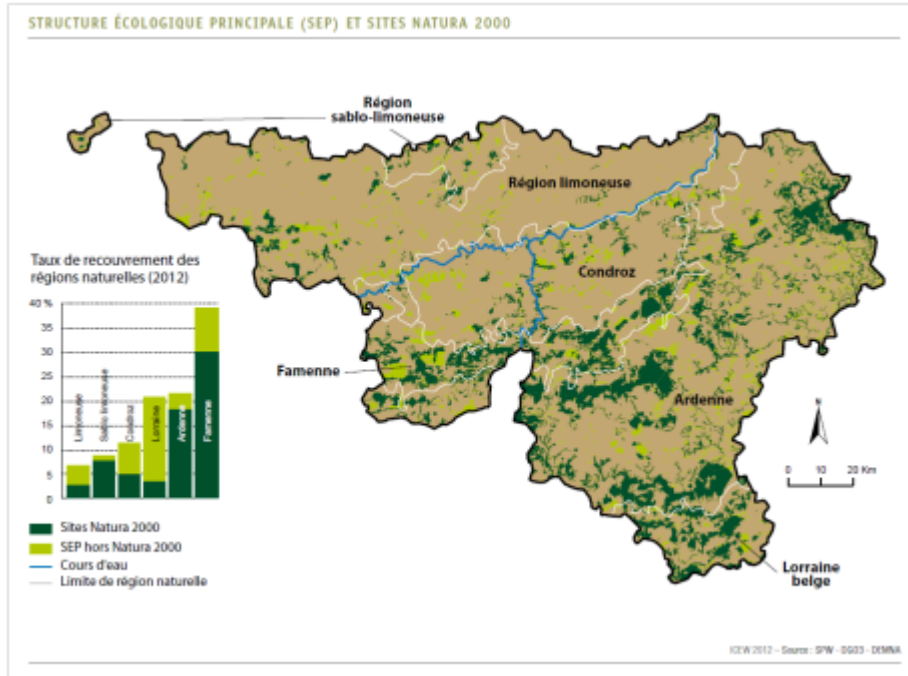 STRUCTURE ÉCOLOGIQUE PRINCIPALE (SEP) ET SITES NATURA 2000
Région
sablo-limoneuse
Région limoneuse
Condroz
Famenne
Ardenne
Lorraine
belge
N
0 10 20 Km
Taux de recouvrement des
régions naturelles (2012)
40 %
35
30
25
20
15
10
5
0
Limoneuse
Sablo limoneuse
Condroz
Lorraine
Ardenne
Famenne
Sites Natura 2000
SEP hors Natura 2000
Cours d'eau
Limite de région naturelle
ICEW 2012 – Source : SPW - DG03 - DEMNA